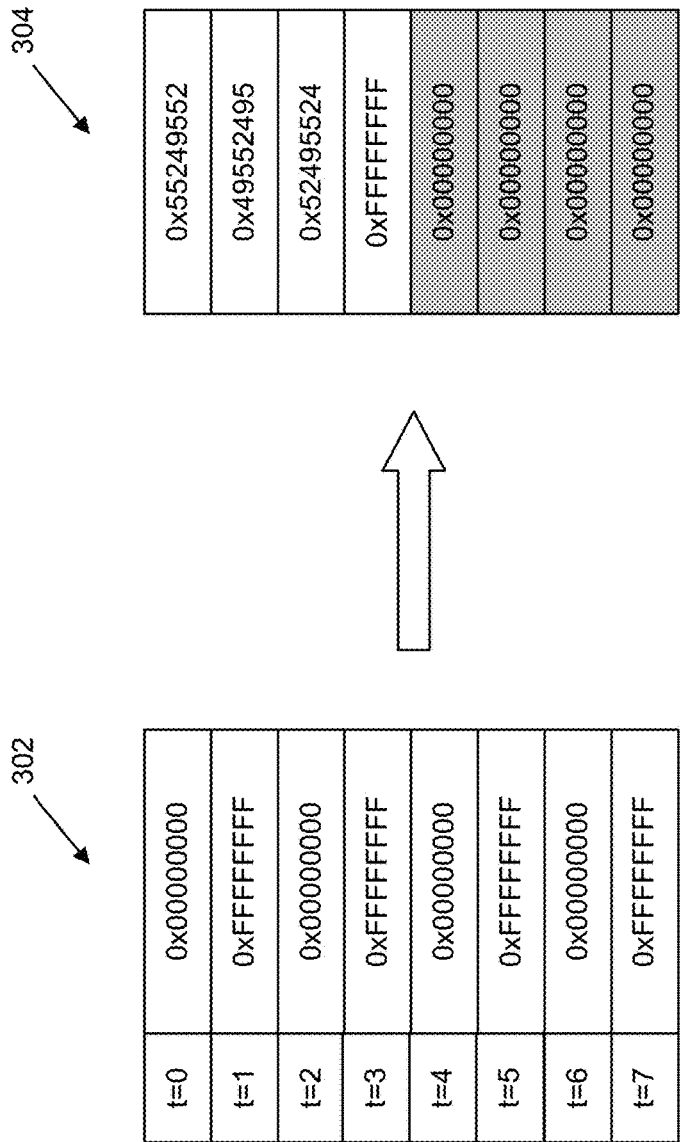 302
t=0 0x00000000
t=1 0xFFFFFFFF
t=2 0x00000000
t=3 0xFFFFFFFF
t=4 0x00000000
t=5 0xFFFFFFFF
t=6 0x00000000
t=7 0xFFFFFFFF
304
0x55249552
0x49552495
0x52495524
0xFFFFFFFF
0x00000000
0x00000000
0x00000000
0x00000000